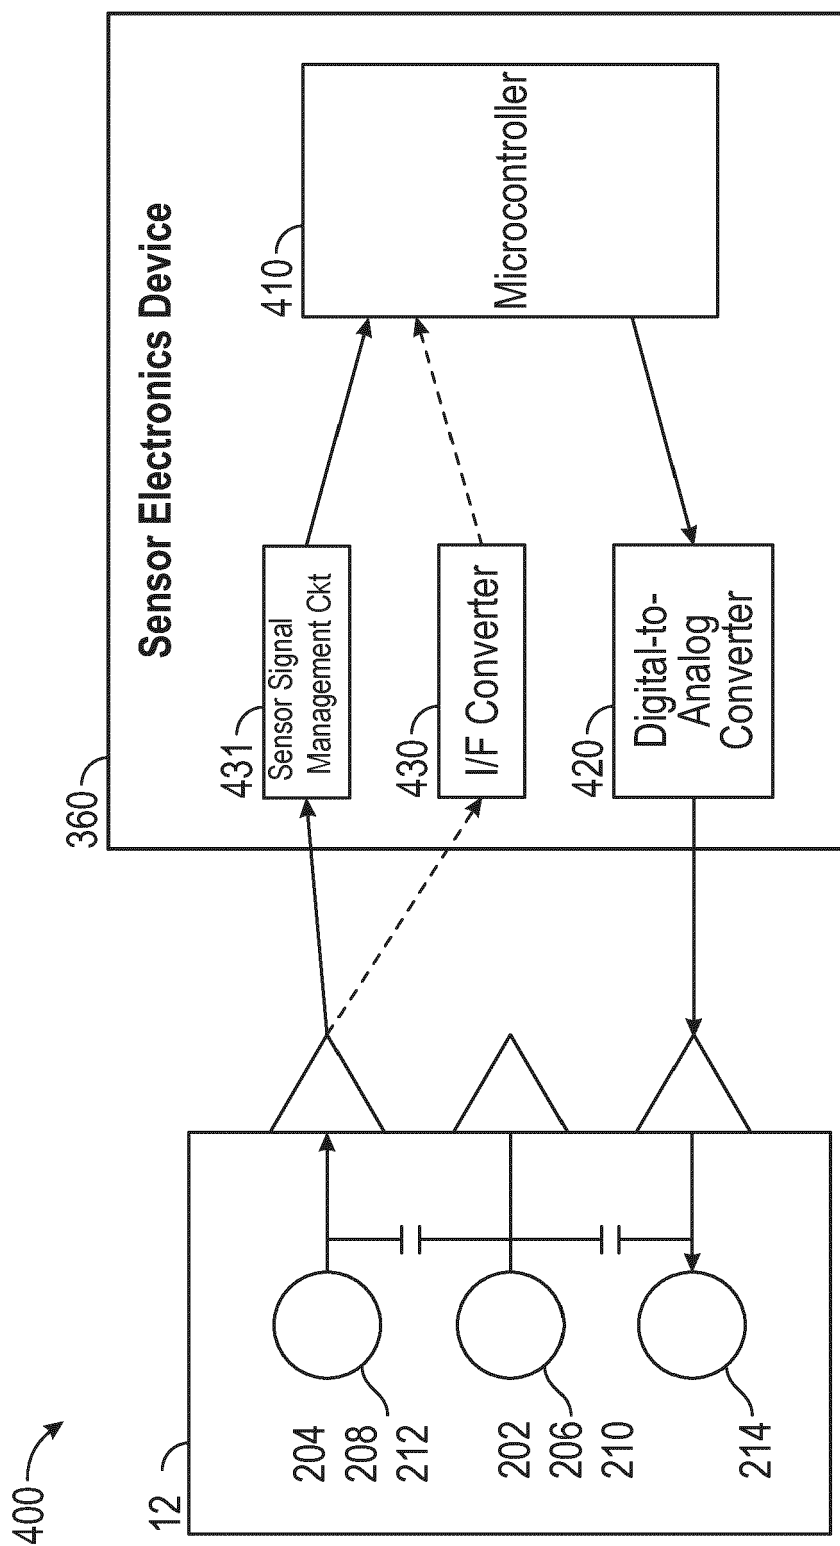 400
12
204
208
212
202
206
210
214
360
Sensor Electronics Device
431
Sensor Signal
Management Ckt
430
I/F Converter
420
Digital-to-
Analog
Converter
410
Microcontroller